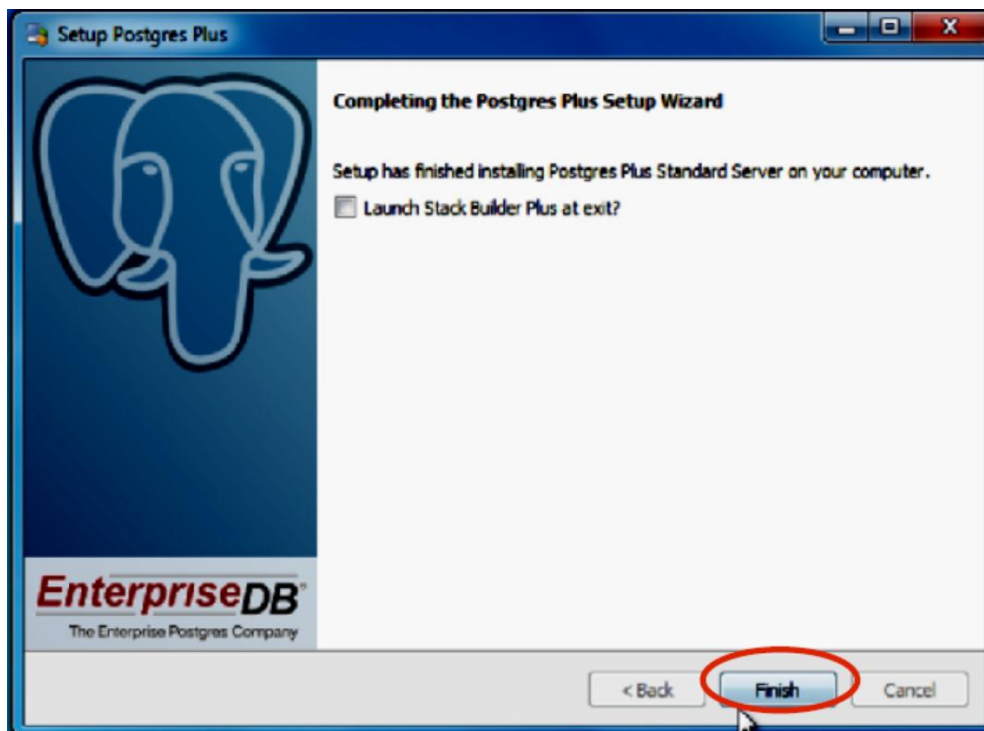 Setup Postgres Plus
Completing the Postgres Plus Setup Wizard
Setup has finished installing Postgres Plus Standard Server on your computer.
Launch Stack Builder Plus at exit?
EnterpriseDB®
The Enterprise Postgres Company
< Back
Finish
Cancel